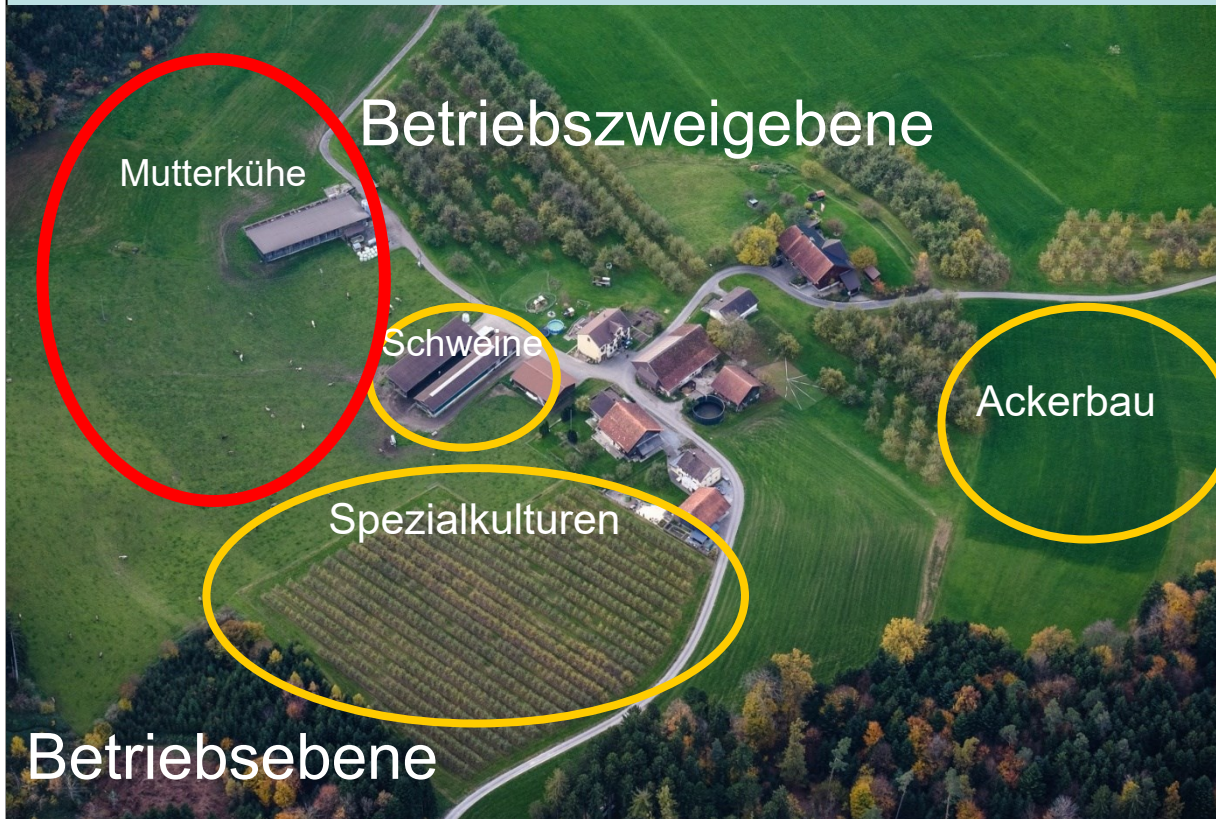 Betriebszweigebene
Mutterkühe
Schweine
Ackerbau
Spezialkulturen
Betriebsebene